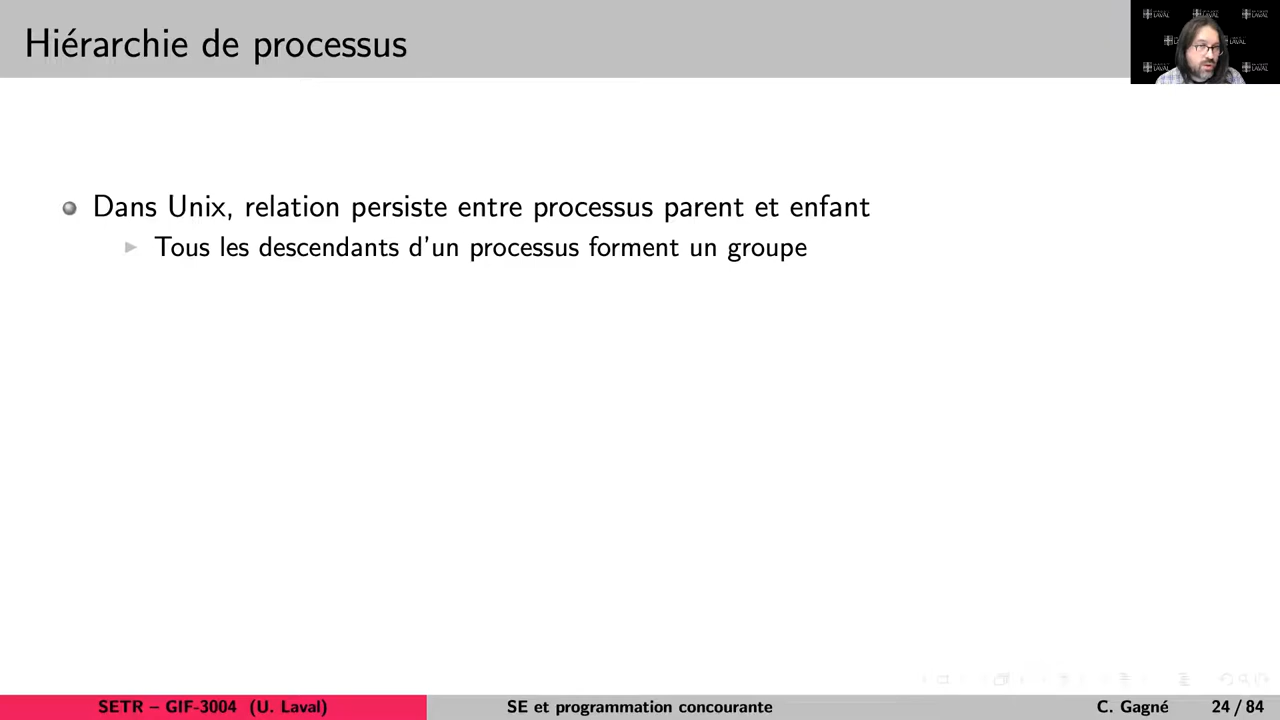 Hiérarchie de processus
Dans Unix, relation persiste entre processus parent et enfant
Tous les descendants d'un processus forment un groupe
SETR – GIF-3004 (U. Laval)
SE et programmation concourante
C. Gagné
24 / 84